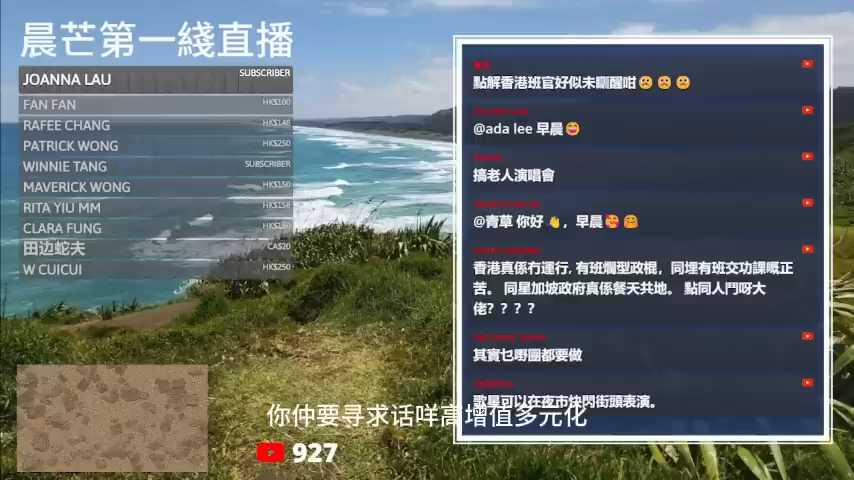 晨芒第一綫直播
JOANNA LAU SUBSCRIBER
FAN FAN HK$100
RAFEE CHANG HK$148
PATRICK WONG HK$250
WINNIE TANG SUBSCRIBER
MAVERICK WONG HK$150
RITA YIU MM HK$158
CLARA FUNG
田边蛇夫 CA$20
W CUICUI HK$250
點解香港班官好似未瞓醒咁😕😕😕
@ada lee 早晨😄
搞老人演唱會
@青草 你好👋，早晨🥰🤗
香港真係冇運行, 有班爛型政棍，同埋有班交功課嘅正
苦。 同星加坡政府真係餐天共地。 點同人鬥呀大
佬? ? ? ?
其實乜嘢團都要做
歌星可以在夜市快閃街頭表演。
你仲要寻求话咩高增值多元化
927